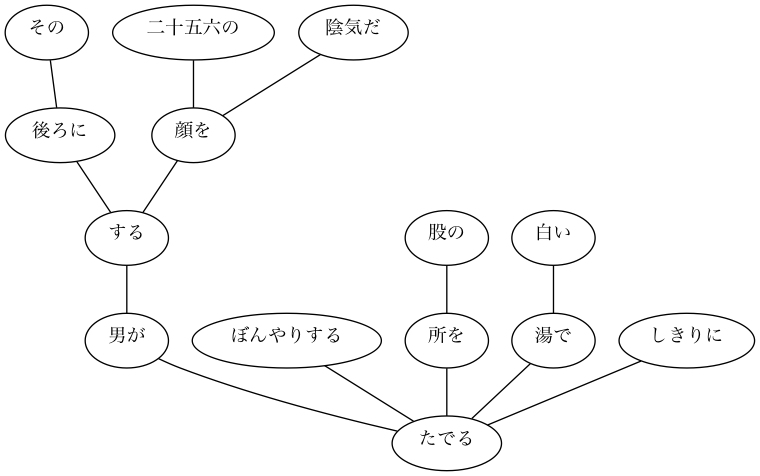 その
二十五六の
陰気だ
後ろに
顔を
する
股の
白い
男が
ぼんやりする
所を
湯で
しきりに
たでる